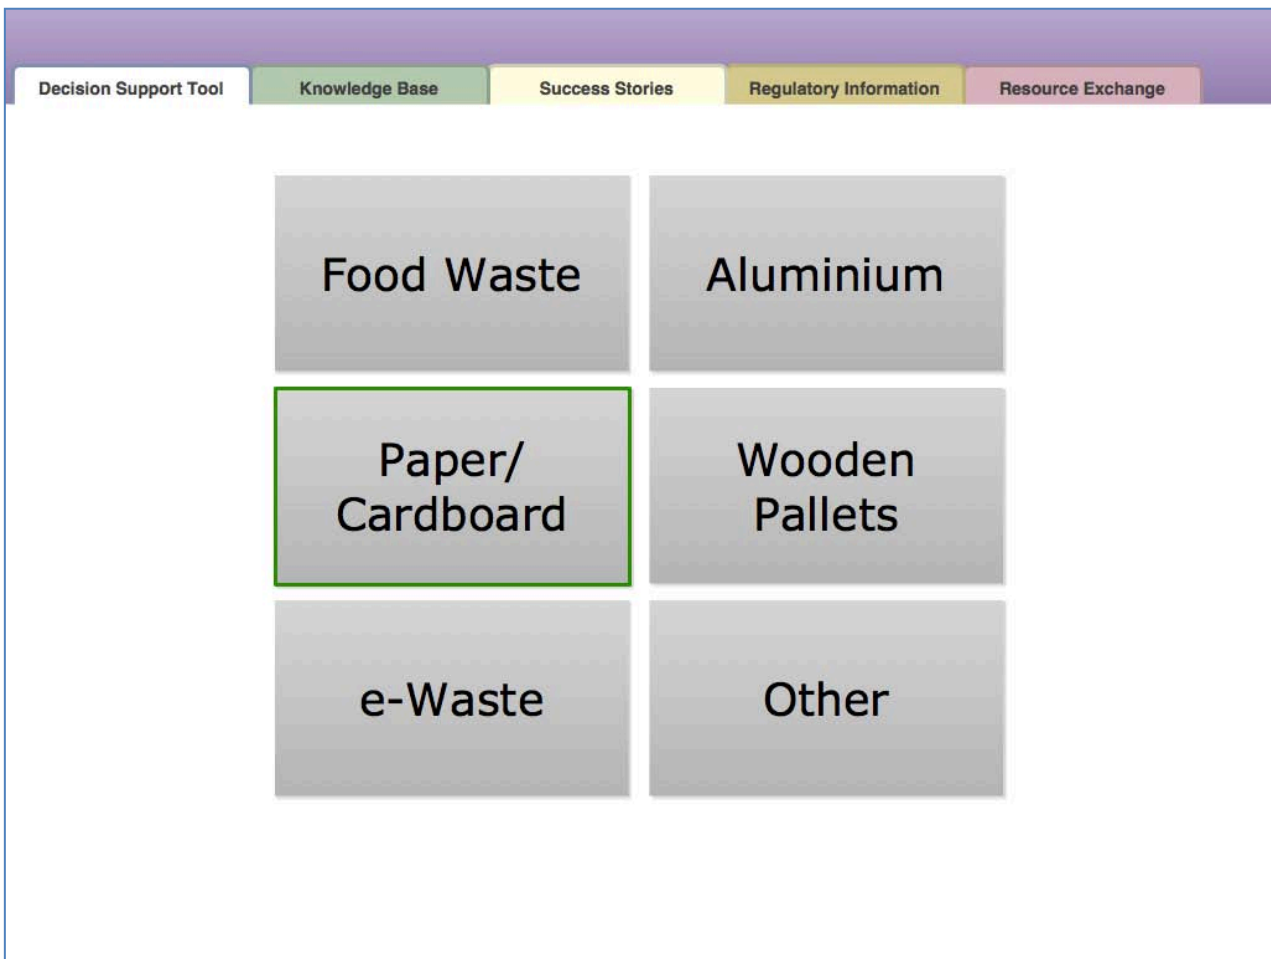 Decision Support Tool
Knowledge Base
Success Stories
Regulatory Information
Resource Exchange
Food Waste
Aluminium
Paper/
Cardboard
Wooden
Pallets
e-Waste
Other